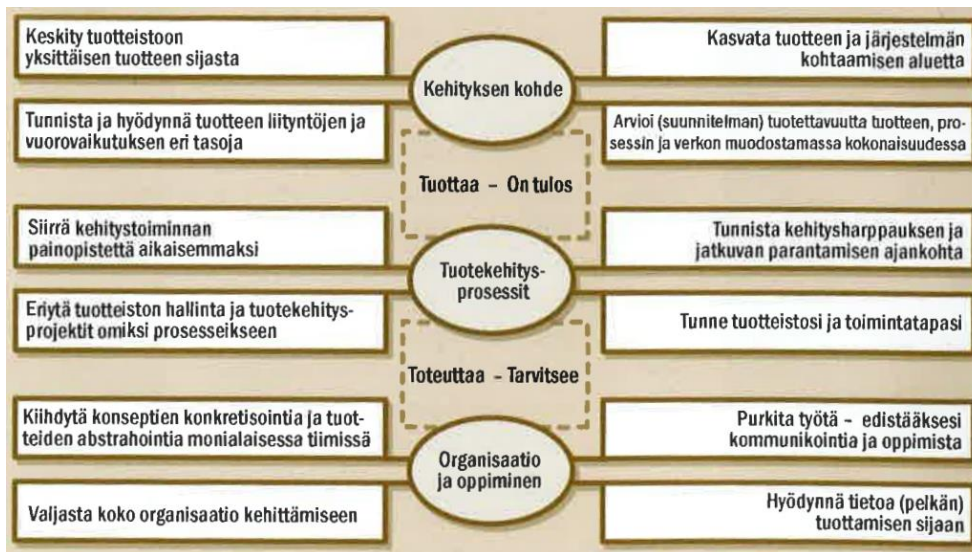 Keskity tuotteistoon
yksittäisen tuotteen sijasta
Kasvata tuotteen ja järjestelmän
kohtaamisen aluetta
Kehityksen kohde
Tunnista ja hyödynnä tuotteen liityntöjen ja
vuorovaikutuksen eri tasoja
Arvioi (suunnitelman) tuotettavuutta tuotteen, pro-
sessin ja verkon muodostamassa kokonaisuudessa
Tuottaa – On tulos
Siirrä kehitystoiminnan
painopistettä aikaisemmaksi
Tunnista kehitysharppauksen ja
jatkuvan parantamisen ajankohta
Tuotekehitys-
prosessit
Eriytä tuotteiston hallinta ja tuotekehitys-
projektit omiksi prosesseikseen
Tunne tuotteistosi ja toimintatapasi
Toteuttaa – Tarvitsee
Kiihdytä konseptien konkretisointia ja tuot-
teiden abstrahointia monialaisessa tiimissä
Purkita työtä – edistääksesi
kommunikointia ja oppimista
Organisaatio
ja oppiminen
Valjasta koko organisaatio kehittämiseen
Hyödynnä tietoa (pelkän)
tuottamisen sijaan